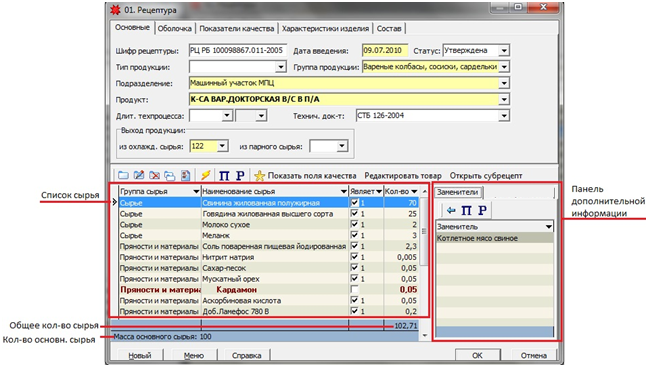 01. Рецептура
Основные Оболочка Показатели качества Характеристики изделия Состав
Шифр рецептуры: РЦ РБ 100098867.011-2005 Дата введения: 09.07.2010 Статус: Утверждена
Тип продукции: Группа продукции: Вареные колбасы, сосиски, сардельки
Подразделение: Машинный участок МПЦ
Продукт: К-СА ВАР.ДОКТОРСКАЯ В/С В П/А
Длит. техпроцесса: Технич. док-т: СТБ 126-2004
Выход продукции:
из охлажд. сырья: 122 из парного сырья:
П Р Показать поля качества Редактировать товар Открыть субрецепт
Список сырья
Группа сырья Наименование сырья Являет Кол-во
Сырье Свинина жилованная полужирная 1 70
Сырье Говядина жилованная высшего сорта 1 25
Сырье Молоко сухое 1 2
Сырье Меланж 1 3
Пряности и материалы Соль поваренная пищевая йодированная 1 2,3
Пряности и материалы Нитрит натрия 1 0,005
Пряности и материалы Сахар-песок 1 0,05
Пряности и материалы Мускатный орех 1 0,05
Пряности и материа Кардамон 0,05
Пряности и материалы Аскорбиновая кислота 1 0,05
Пряности и материалы Доб.Ланефос 780 В 1 0,2
Общее кол-во сырья
102,71
Кол-во основн. сырья
Масса основного сырья: 100
Заменители
П Р
Заменитель
Котлетное мясо свиное
Панель
дополнительной
информации
Новый Меню Справка OK Отмена